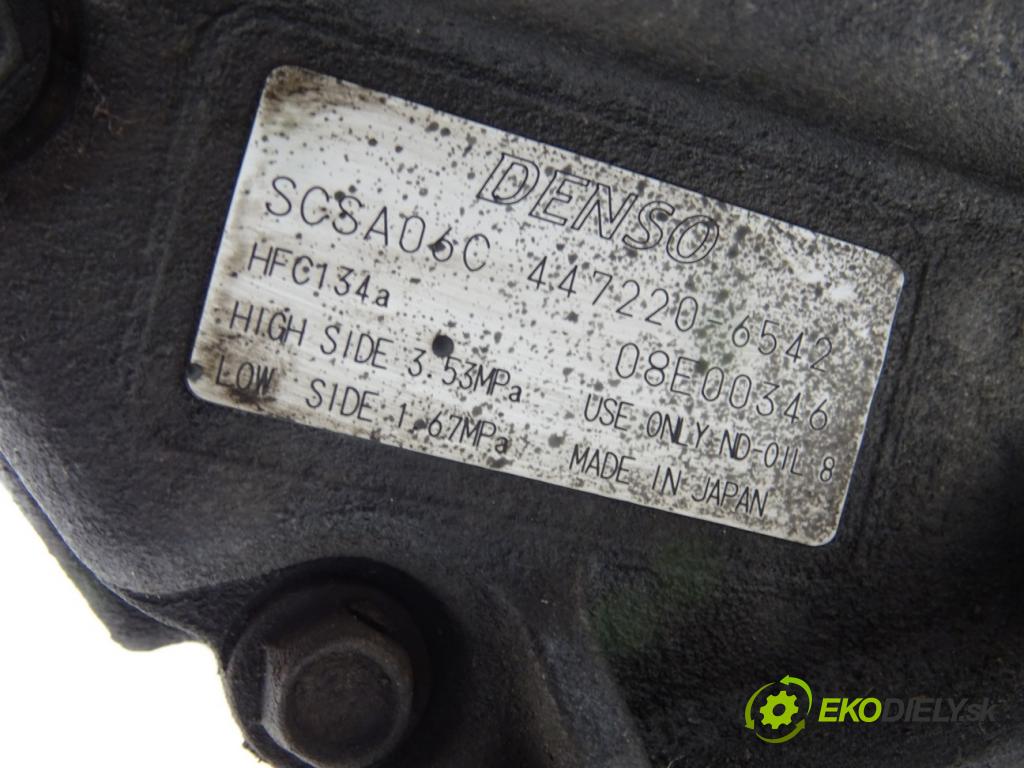 DENSO
SCSA06C 447220-6542
HFC134a 08E00346
HIGH SIDE 3.53MPa USE ONLY ND-OIL 8
LOW SIDE 1.67MPa MADE IN JAPAN
EKODIELY.sk